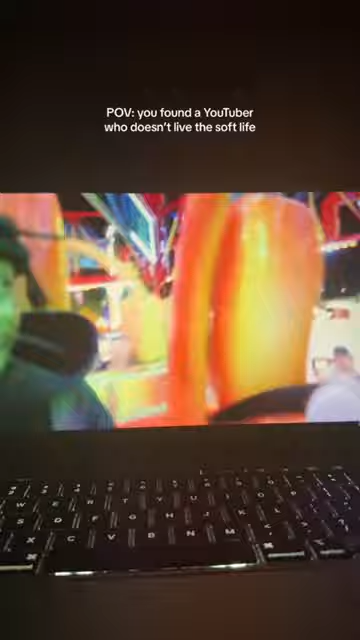 POV: you found a YouTuber
who doesn't live the soft life
W E R T Y U I O
S D F G H J K L
X C V B N M